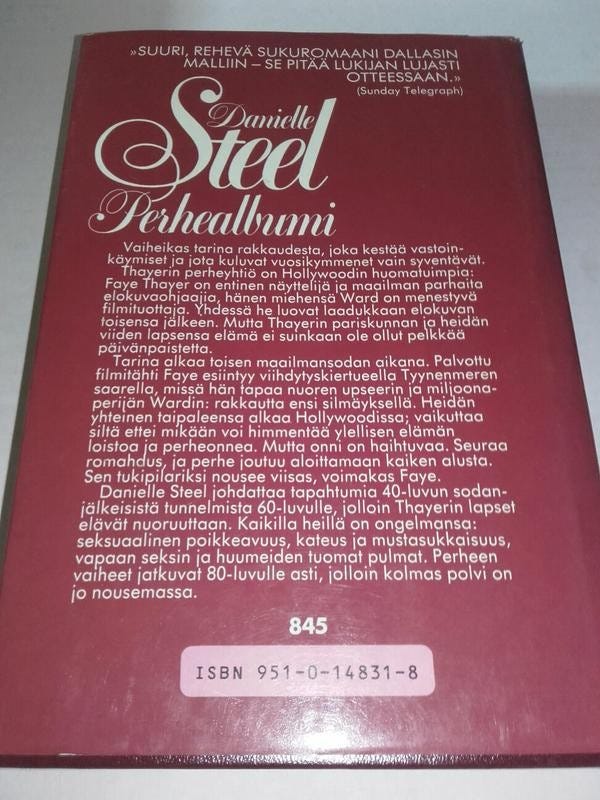 »SUURI, REHEVÄ SUKUROMAANI DALLASIN
MALLIIN – SE PITÄÄ LUKIJAN LUJASTI
OTTEESSAAN.»
(Sunday Telegraph)
Danielle
Steel
Perhealbumi
Vaiheikas tarina rakkaudesta, joka kestää vastoin-
käymiset ja jota kuluvat vuosikymmenet vain syventävät.
Thayerin perheyhtiö on Hollywoodin huomatuimpia:
Faye Thayer on entinen näyttelijä ja maailman parhaita
elokuvaohjaajia, hänen miehensä Ward on menestyvä
filmituottaja. Yhdessä he luovat laadukkaan elokuvan
toisensa jälkeen. Mutta Thayerin pariskunnan ja heidän
viiden lapsensa elämä ei suinkaan ole ollut pelkkää
päivänpaistetta.
Tarina alkaa toisen maailmansodan aikana. Palvottu
filmitähti Faye esiintyy viihdytyskiertueella Tyynenmeren
saarella, missä hän tapaa nuoren upseerin ja miljoona-
perijän Wardin: rakkautta ensi silmäyksellä. Heidän
yhteinen taipaleensa alkaa Hollywoodissa; vaikuttaa
siltä ettei mikään voi himmentää ylellisen elämän
loistoa ja perheonnea. Mutta onni on haihtuvaa. Seuraa
romahdus, ja perhe joutuu aloittamaan kaiken alusta.
Sen tukipilariksi nousee viisas, voimakas Faye.
Danielle Steel johdattaa tapahtumia 40-luvun sodan-
jälkeisistä tunnelmista 60-luvulle, jolloin Thayerin lapset
elävät nuoruuttaan. Kaikilla heillä on ongelmansa:
seksuaalinen poikkeavuus, kateus ja mustasukkaisuus,
vapaan seksin ja huumeiden tuomat pulmat. Perheen
vaiheet jatkuvat 80-luvulle asti, jolloin kolmas polvi on
jo nousemassa.
845
ISBN 951-0-14831-8